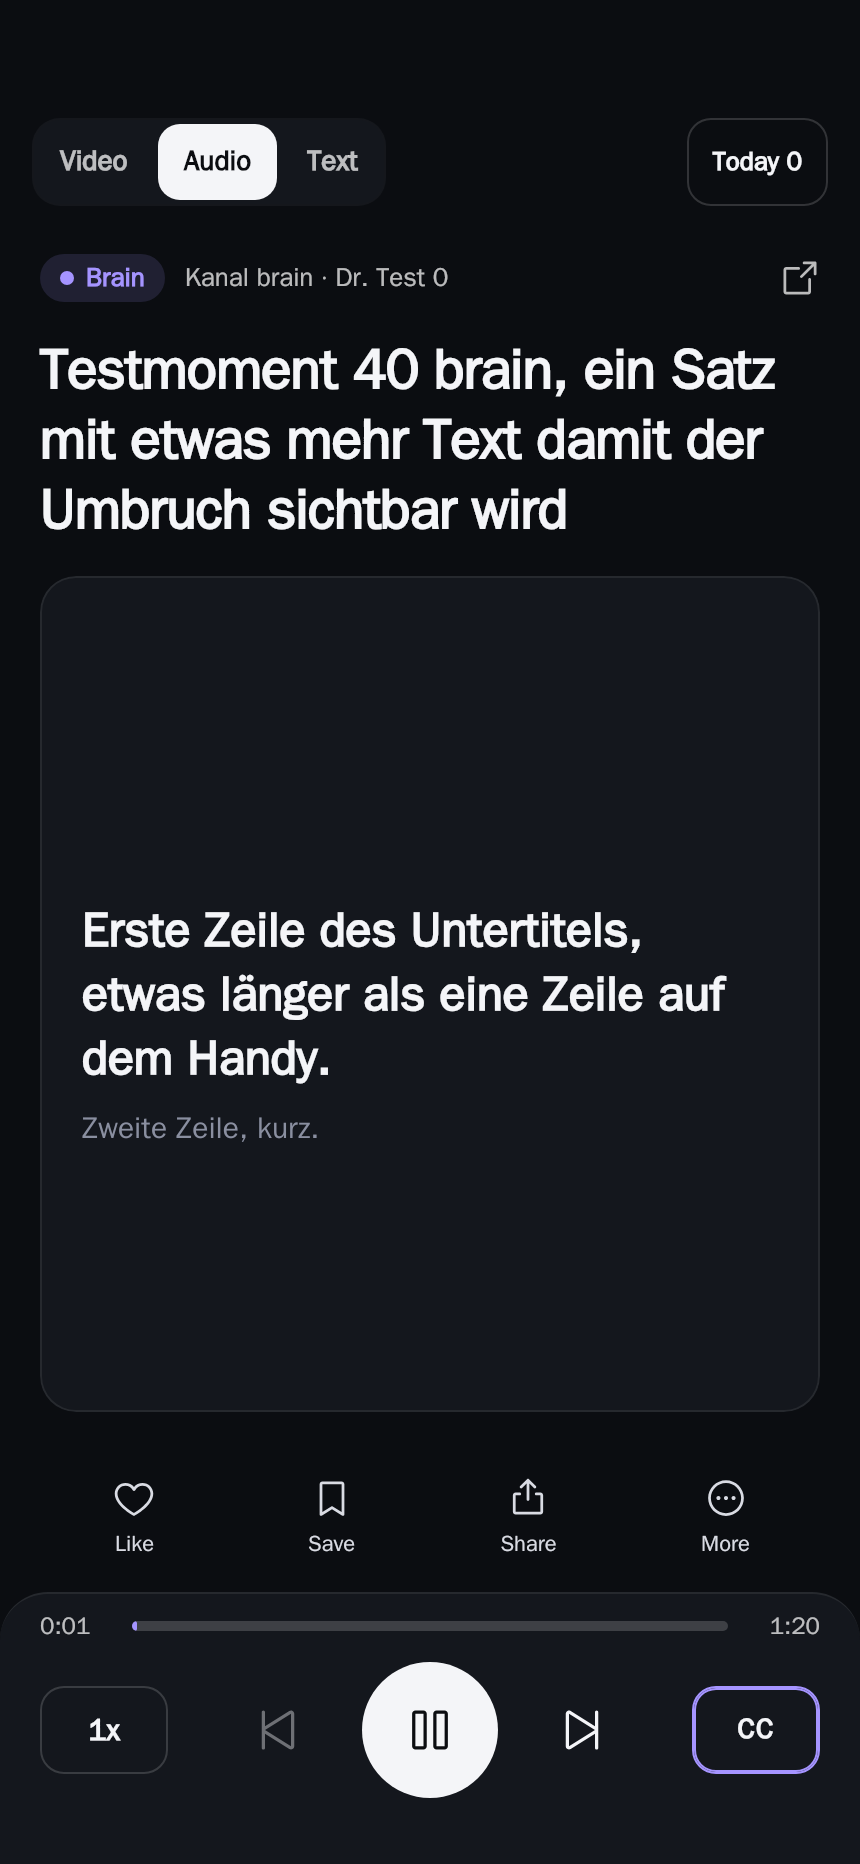 Video Audio Text Today 0
Brain Kanal brain · Dr. Test 0
Testmoment 40 brain, ein Satz
mit etwas mehr Text damit der
Umbruch sichtbar wird
Erste Zeile des Untertitels,
etwas länger als eine Zeile auf
dem Handy.
Zweite Zeile, kurz.
Like Save Share More
0:01 1:20
1x CC